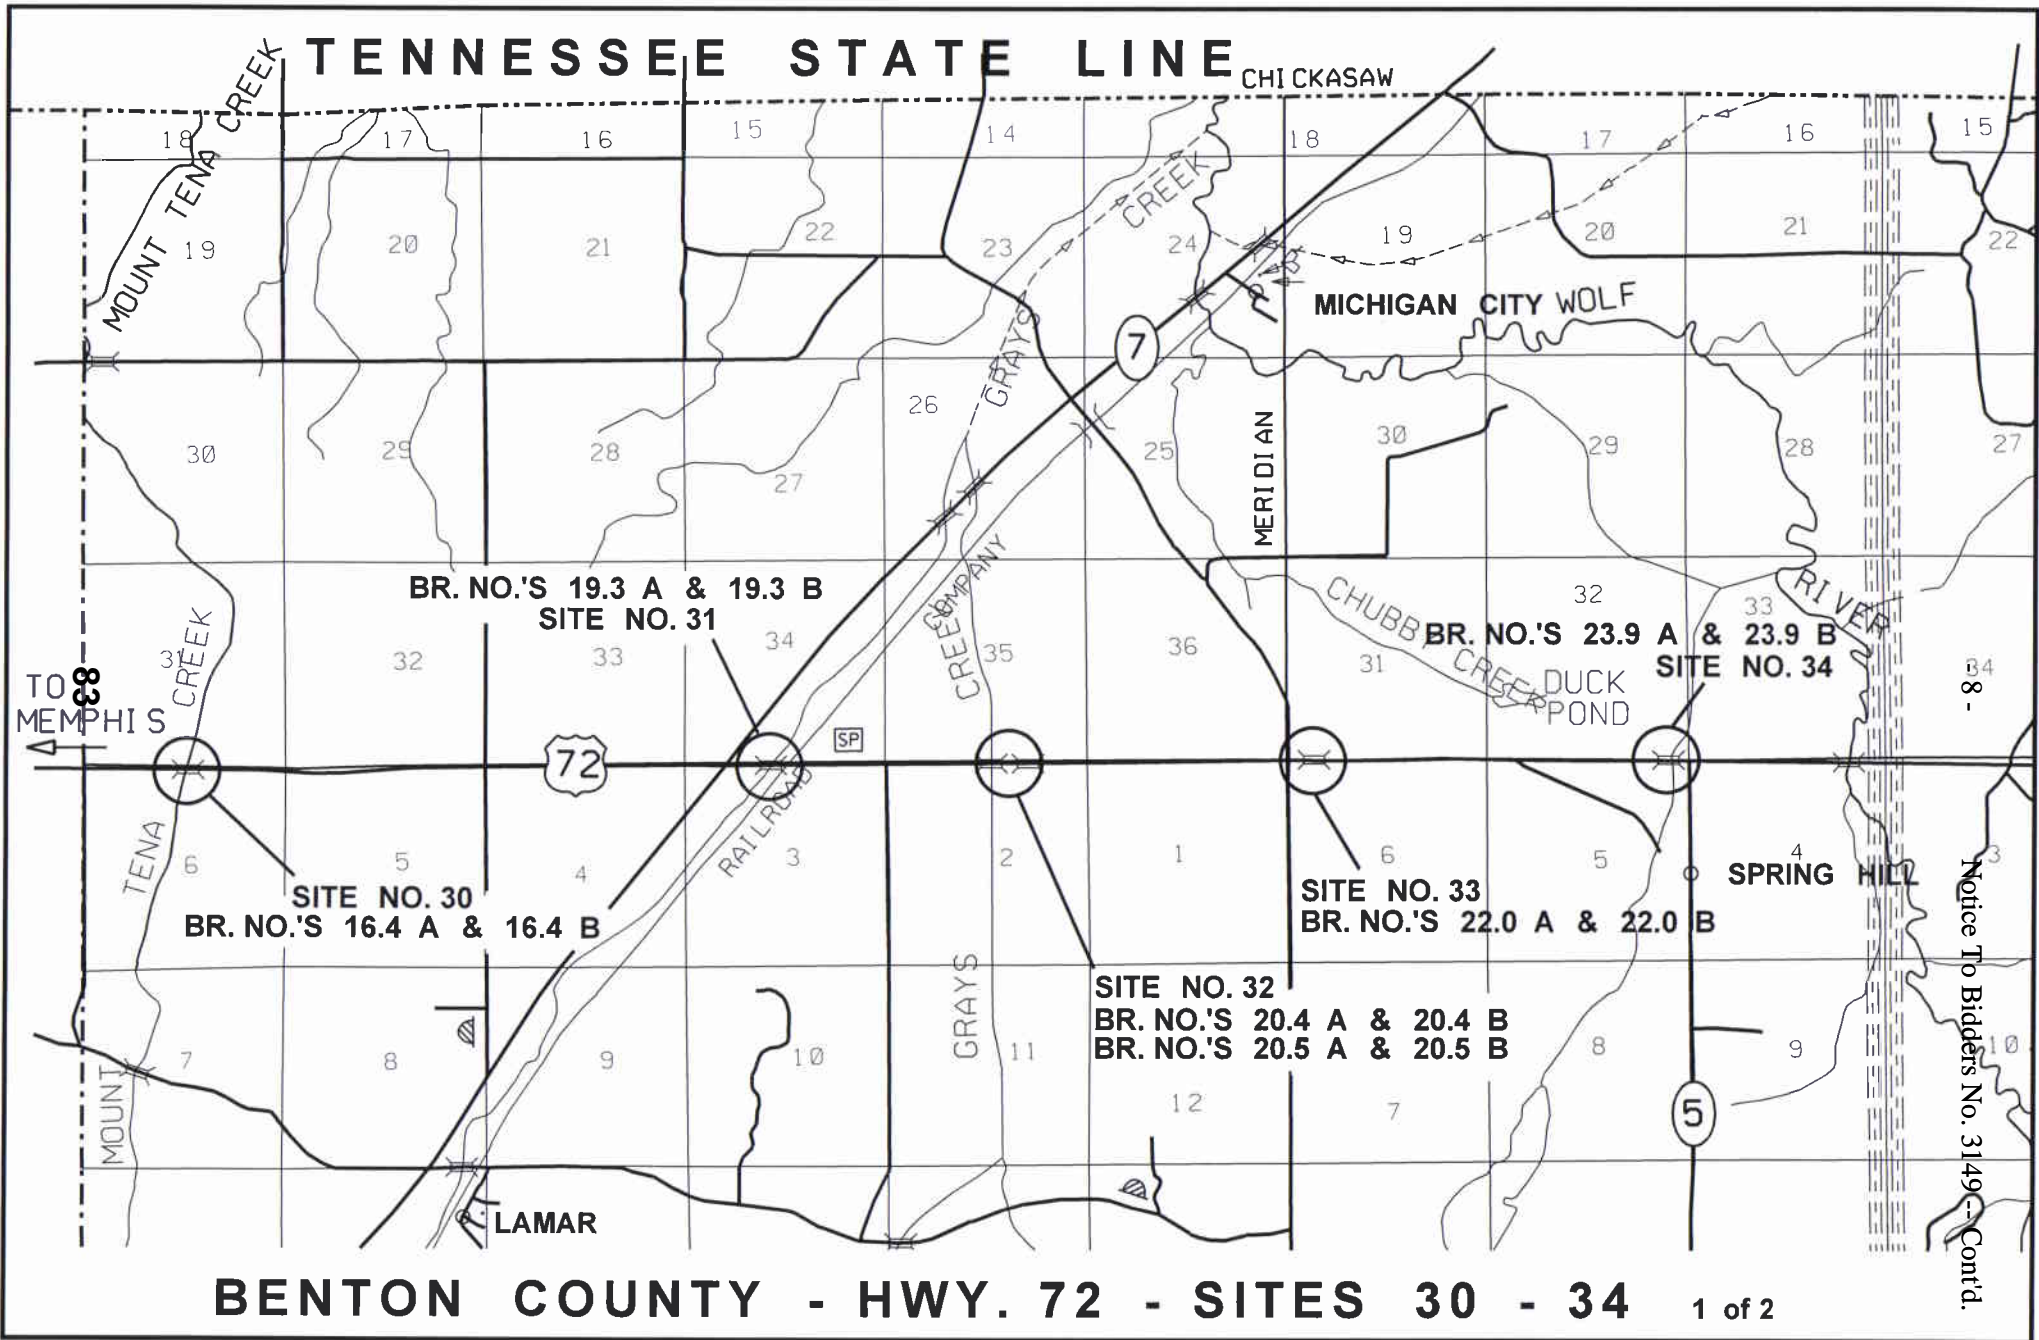 TENNESSEE STATE LINE
CHICKASAW
MOUNT TENA CREEK
18
17
16
15
14
18
17
16
15
CREEK
19
20
21
22
23
24
19
20
21
22
MICHIGAN CITY
WOLF
7
GRAYS
26
30
29
28
27
25
MERIDIAN
30
29
28
27
BR. NO.'S 19.3 A & 19.3 B
SITE NO. 31
COMPANY
CREEK
CHUBBY CREEK
32
33
RIVER
BR. NO.'S 23.9 A & 23.9 B
SITE NO. 34
31
CREEK
32
33
34
35
36
31
34
DUCK
POND
- 8 -
TO
MEMPHIS
83
72
SP
RAILROAD
TENA
6
5
4
3
2
1
6
5
4
3
SPRING HILL
SITE NO. 30
BR. NO.'S 16.4 A & 16.4 B
SITE NO. 33
BR. NO.'S 22.0 A & 22.0 B
GRAYS
SITE NO. 32
BR. NO.'S 20.4 A & 20.4 B
BR. NO.'S 20.5 A & 20.5 B
7
8
9
10
11
12
7
8
9
10
MOUNT
5
LAMAR
Notice To Bidders No. 3149 -- Cont'd.
BENTON COUNTY - HWY. 72 - SITES 30 - 34 1 of 2